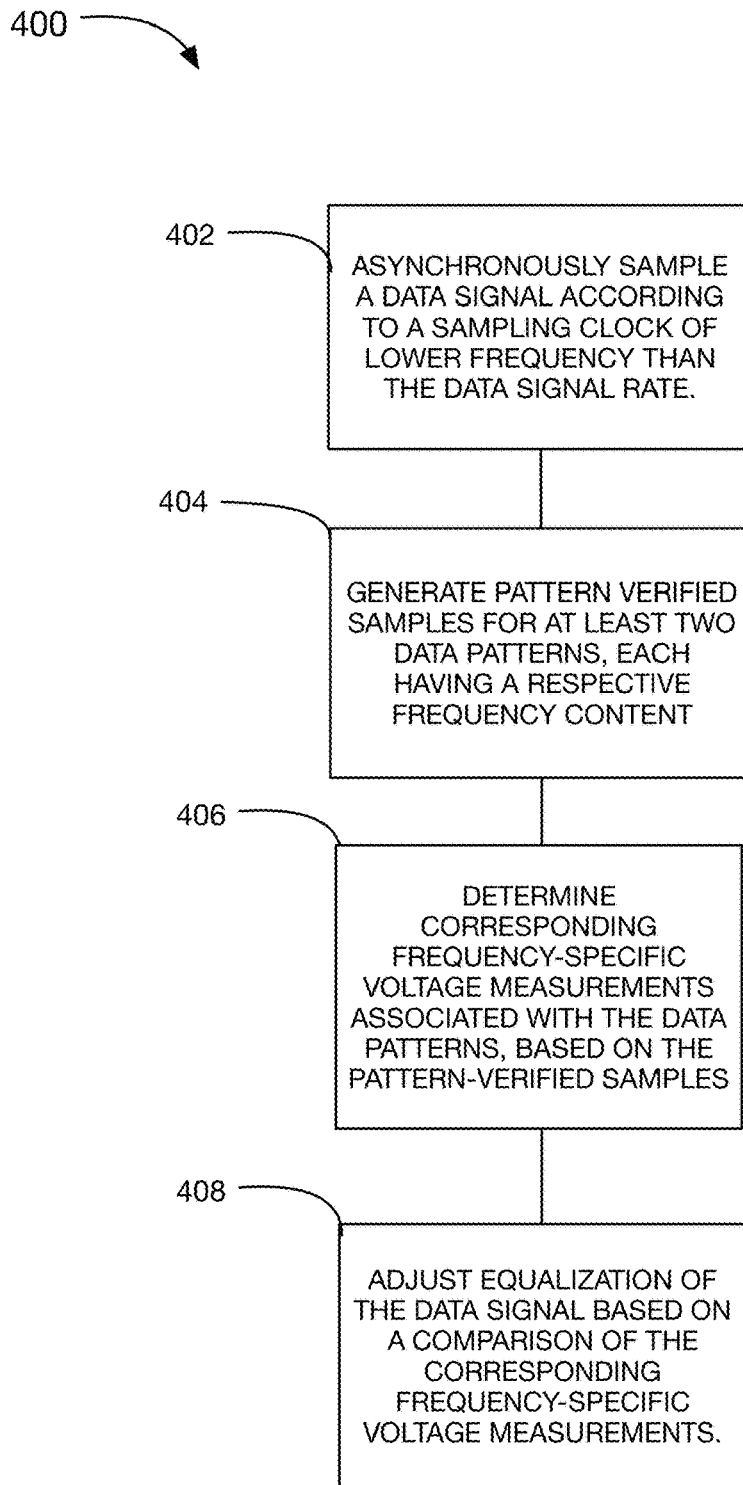 400
402
ASYNCHRONOUSLY SAMPLE
A DATA SIGNAL ACCORDING
TO A SAMPLING CLOCK OF
LOWER FREQUENCY THAN
THE DATA SIGNAL RATE.
404
GENERATE PATTERN VERIFIED
SAMPLES FOR AT LEAST TWO
DATA PATTERNS, EACH
HAVING A RESPECTIVE
FREQUENCY CONTENT
406
DETERMINE
CORRESPONDING
FREQUENCY-SPECIFIC
VOLTAGE MEASUREMENTS
ASSOCIATED WITH THE DATA
PATTERNS, BASED ON THE
PATTERN-VERIFIED SAMPLES
408
ADJUST EQUALIZATION OF
THE DATA SIGNAL BASED ON
A COMPARISON OF THE
CORRESPONDING
FREQUENCY-SPECIFIC
VOLTAGE MEASUREMENTS.